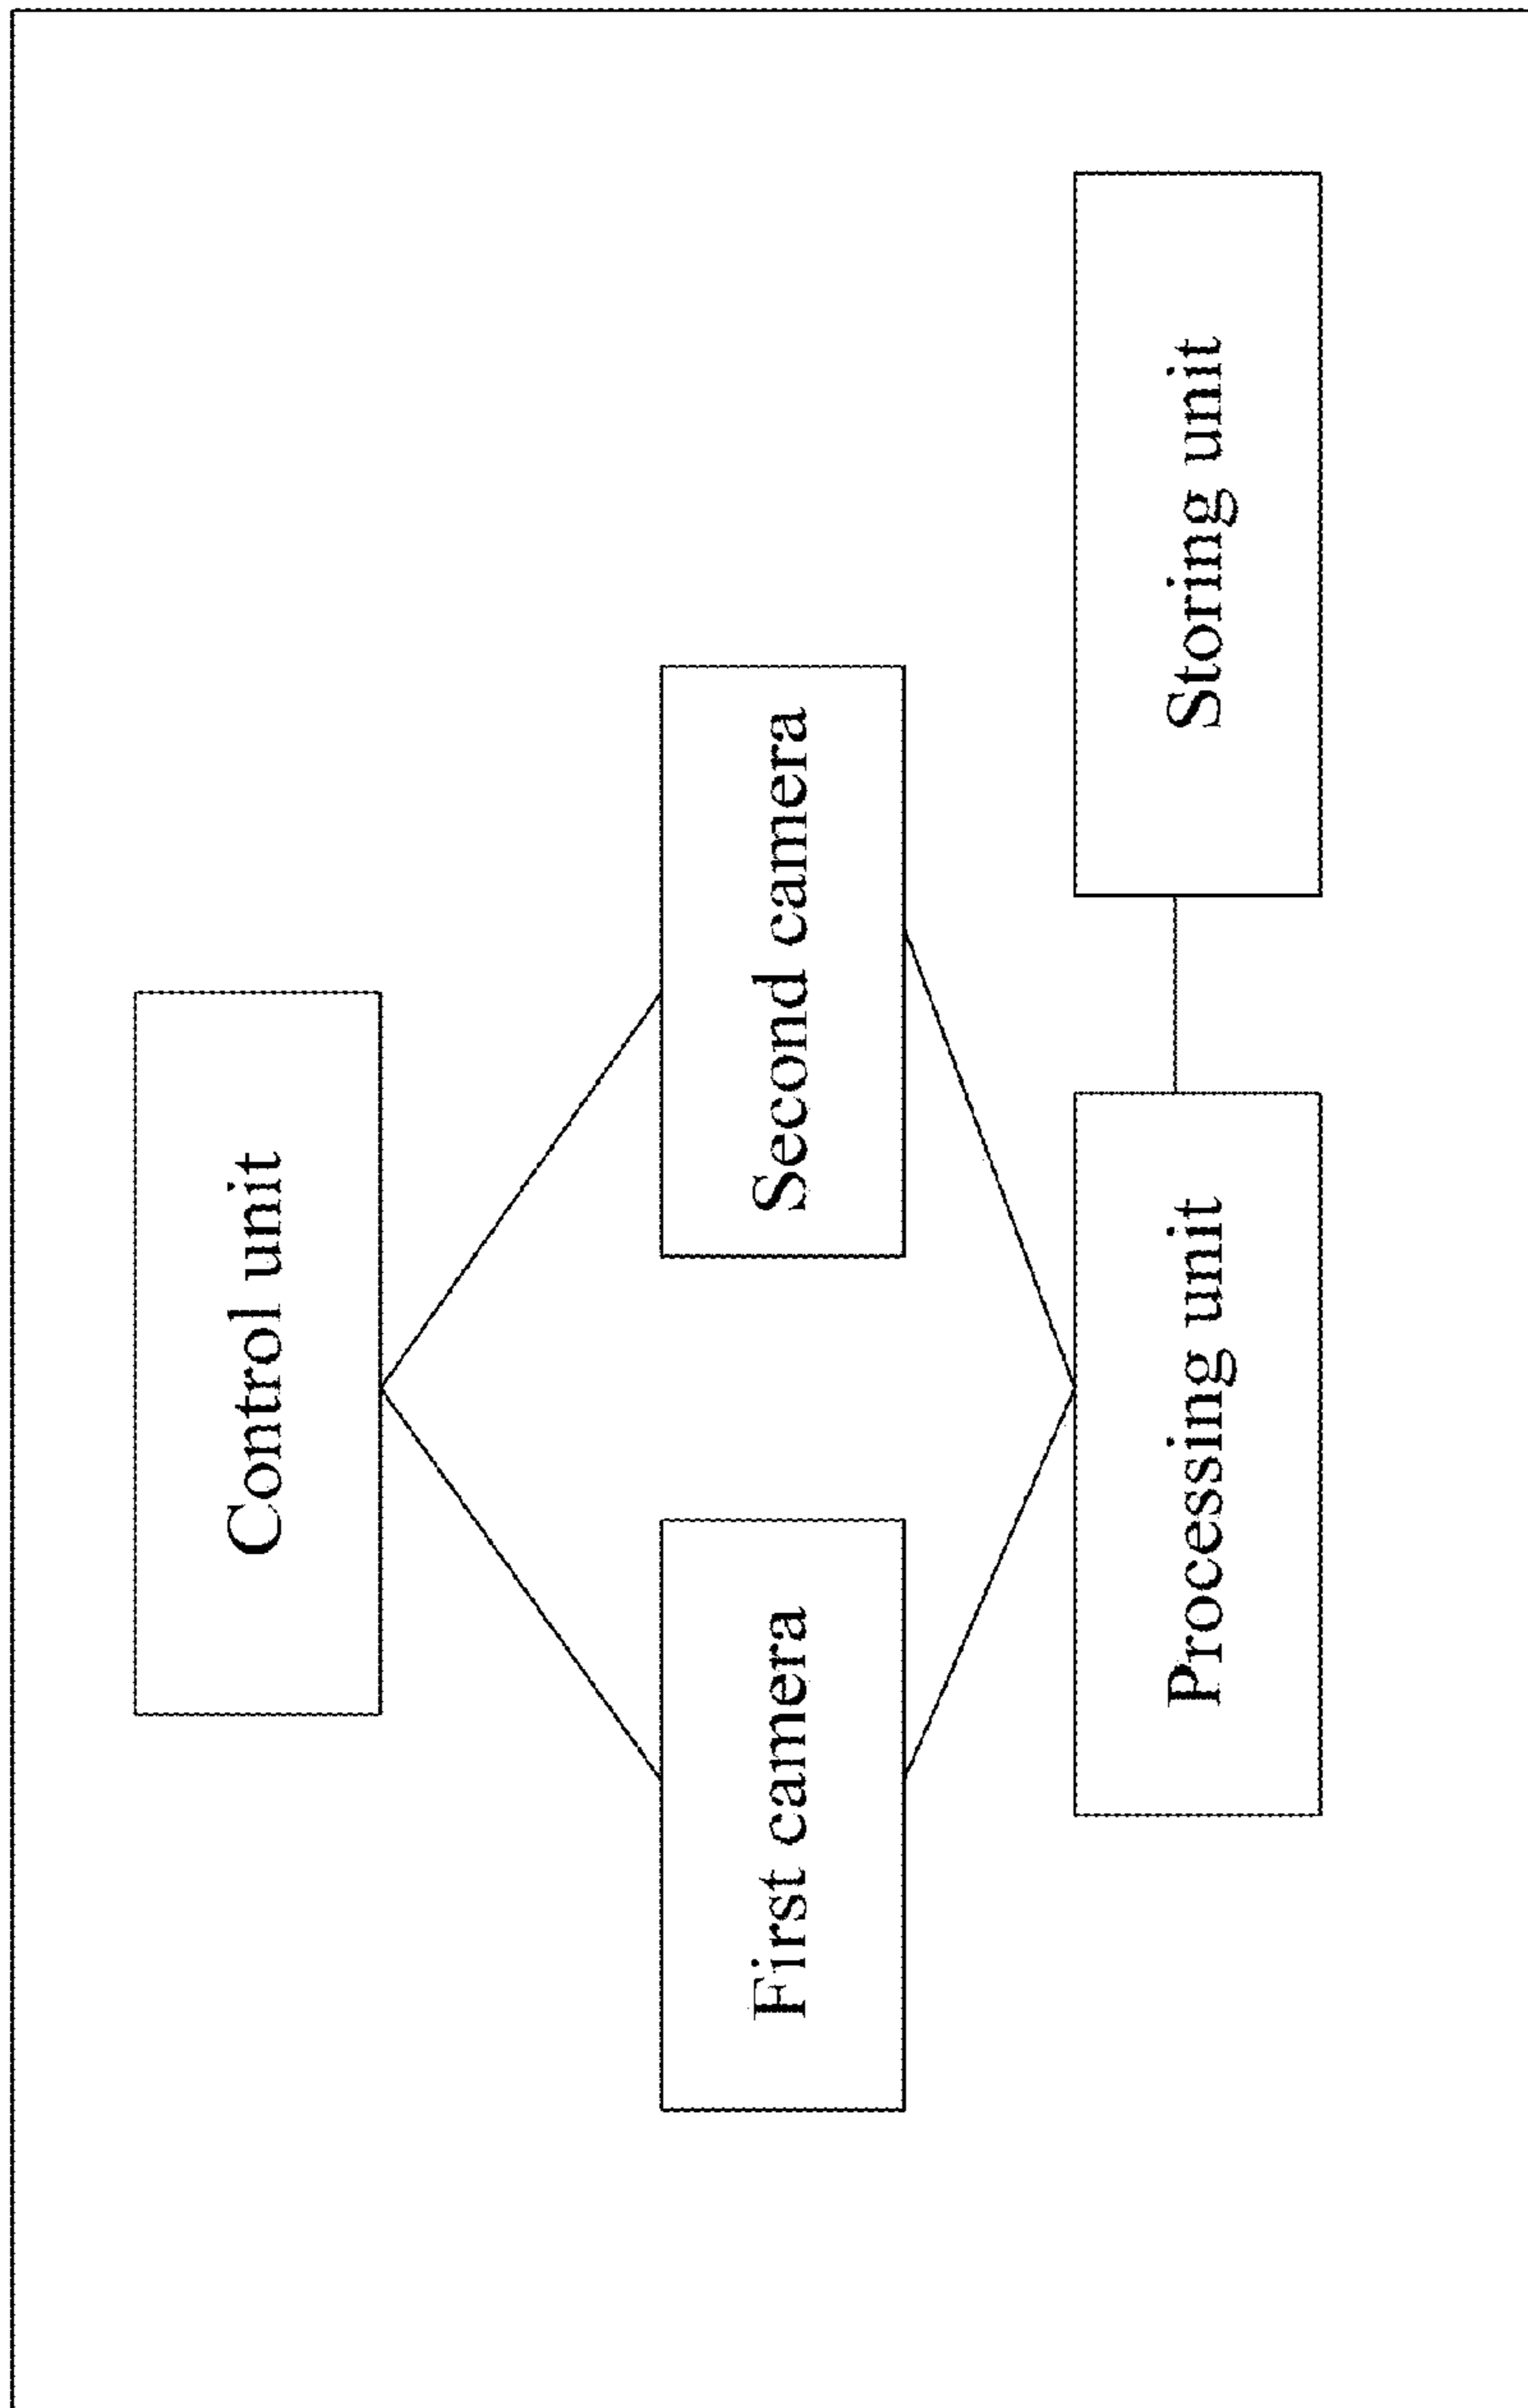 Control unit
First camera
Second camera
Processing unit
Storing unit